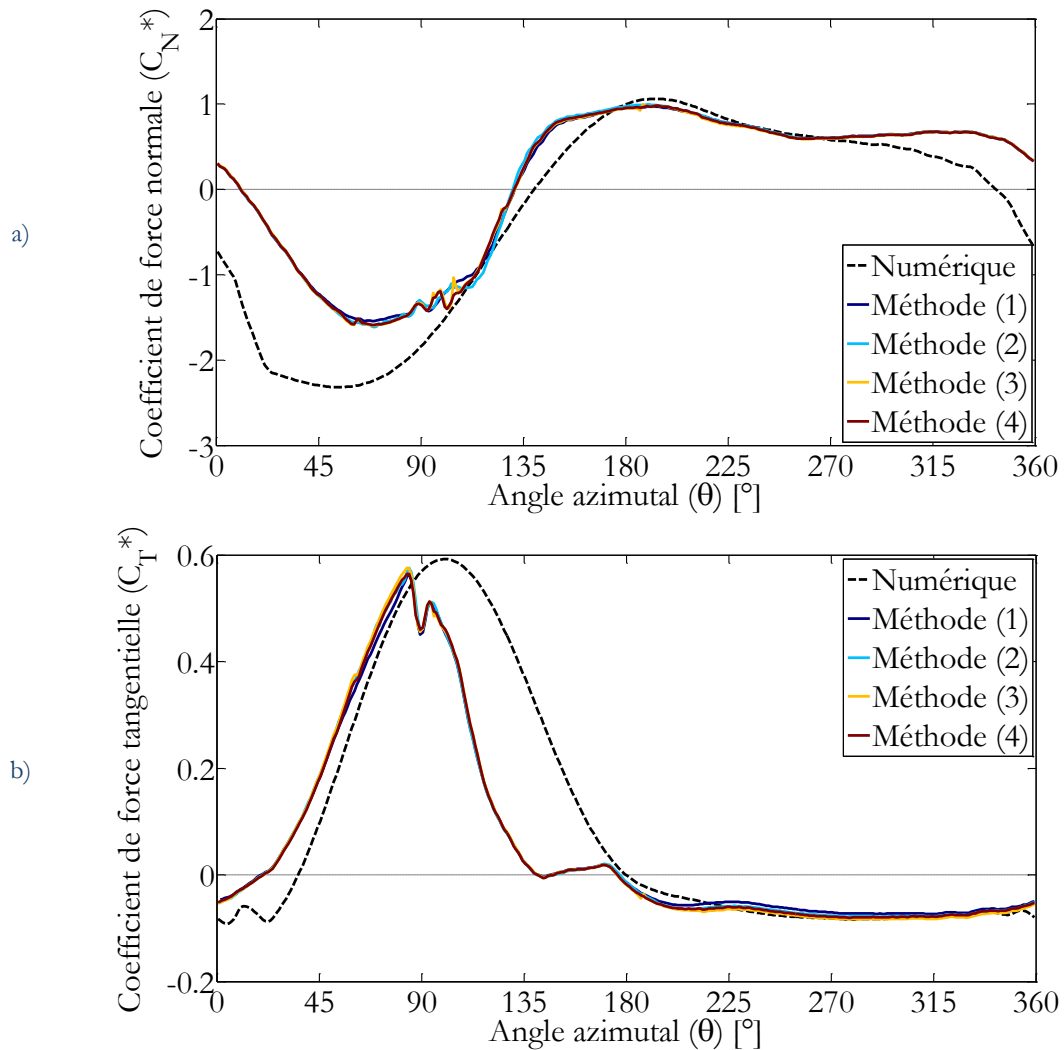 a)
Coefficient de force normale (C_N*)
2
1
0
-1
-2
-3
Numérique
Méthode (1)
Méthode (2)
Méthode (3)
Méthode (4)
0 45 90 135 180 225 270 315 360
Angle azimutal (θ) [°]
b)
Coefficient de force tangentielle (C_T*)
0.6
0.4
0.2
0
-0.2
Numérique
Méthode (1)
Méthode (2)
Méthode (3)
Méthode (4)
0 45 90 135 180 225 270 315 360
Angle azimutal (θ) [°]